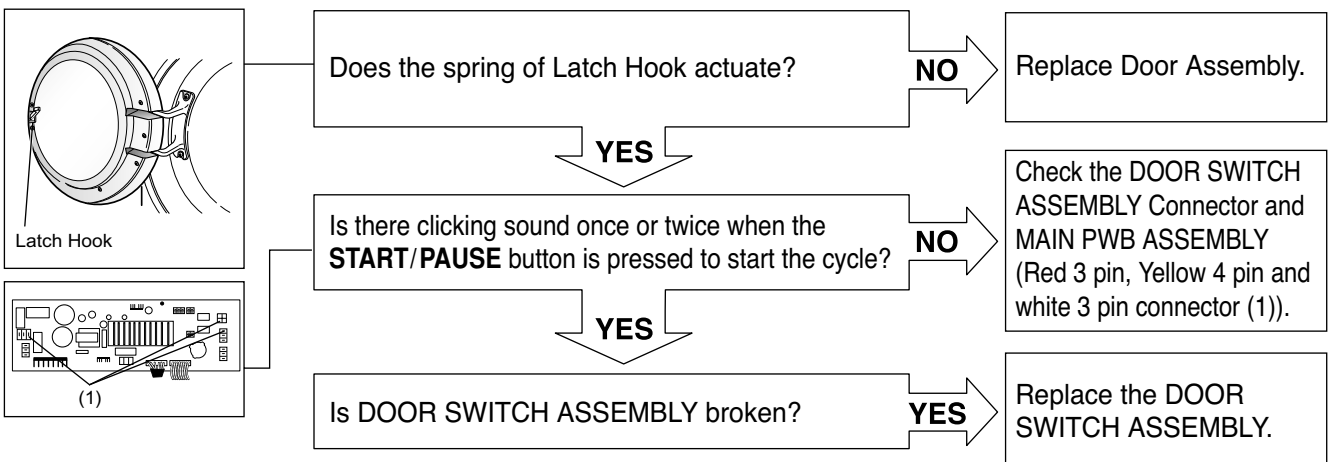 Latch Hook
Does the spring of Latch Hook actuate?
NO
Replace Door Assembly.
YES
Is there clicking sound once or twice when the
START/PAUSE button is pressed to start the cycle?
NO
Check the DOOR SWITCH
ASSEMBLY Connector and
MAIN PWB ASSEMBLY
(Red 3 pin, Yellow 4 pin and
white 3 pin connector (1)).
(1)
YES
Is DOOR SWITCH ASSEMBLY broken?
YES
Replace the DOOR
SWITCH ASSEMBLY.